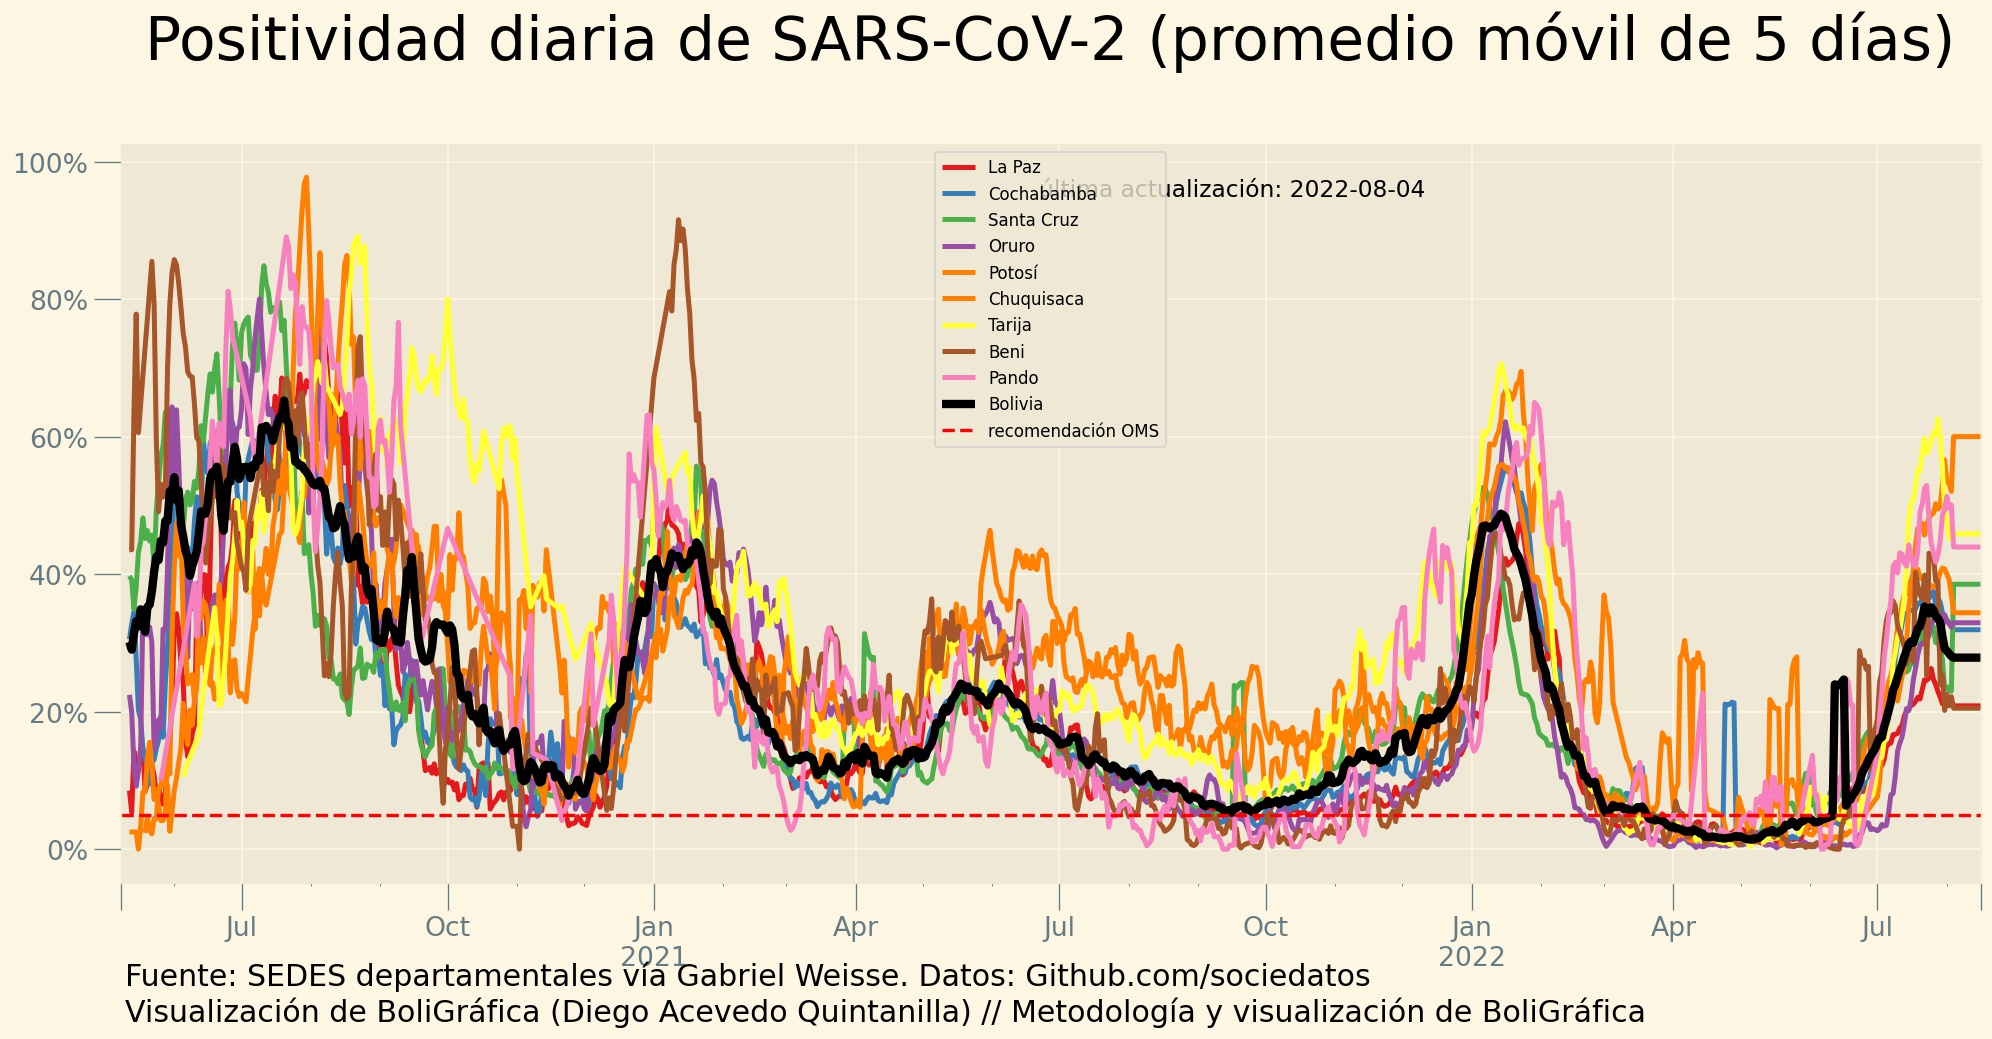 Positividad diaria de SARS-CoV-2 (promedio móvil de 5 días)
100%
80%
60%
40%
20%
0%
última actualización: 2022-08-04
La Paz
Cochabamba
Santa Cruz
Oruro
Potosí
Chuquisaca
Tarija
Beni
Pando
Bolivia
recomendación OMS
Jul
Oct
Jan
2021
Apr
Jul
Oct
Jan
2022
Apr
Jul
Fuente: SEDES departamentales vía Gabriel Weisse. Datos: Github.com/sociedatos
Visualización de BoliGráfica (Diego Acevedo Quintanilla) // Metodología y visualización de BoliGráfica